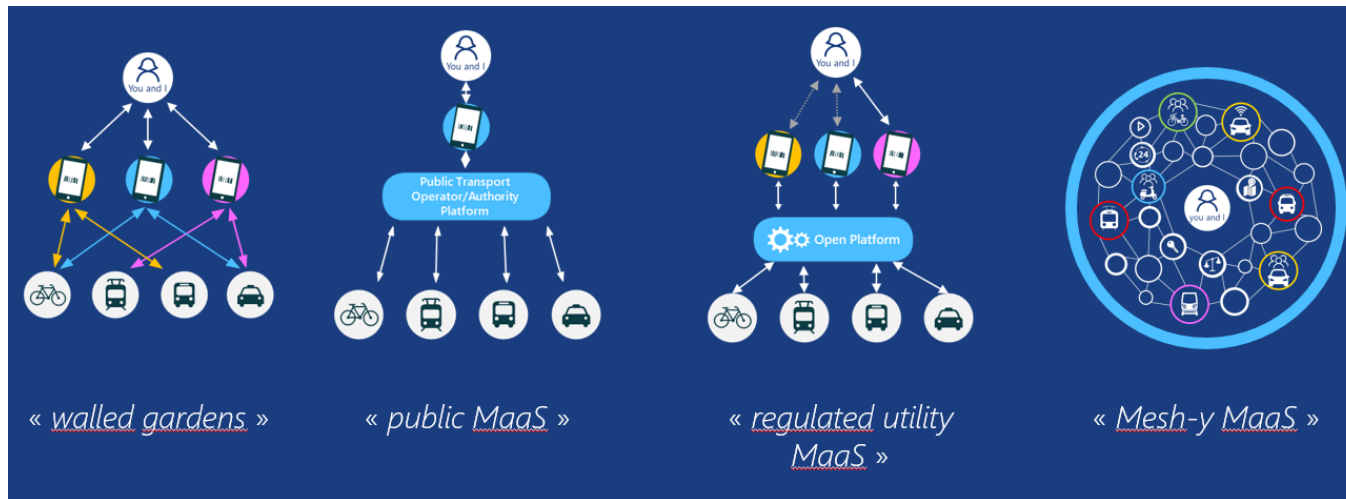 You and I
« walled gardens »
You and I
Public Transport
Operator/Authority
Platform
« public MaaS »
You and I
Open Platform
« regulated utility
MaaS »
24
you and I
« Mesh-y MaaS »